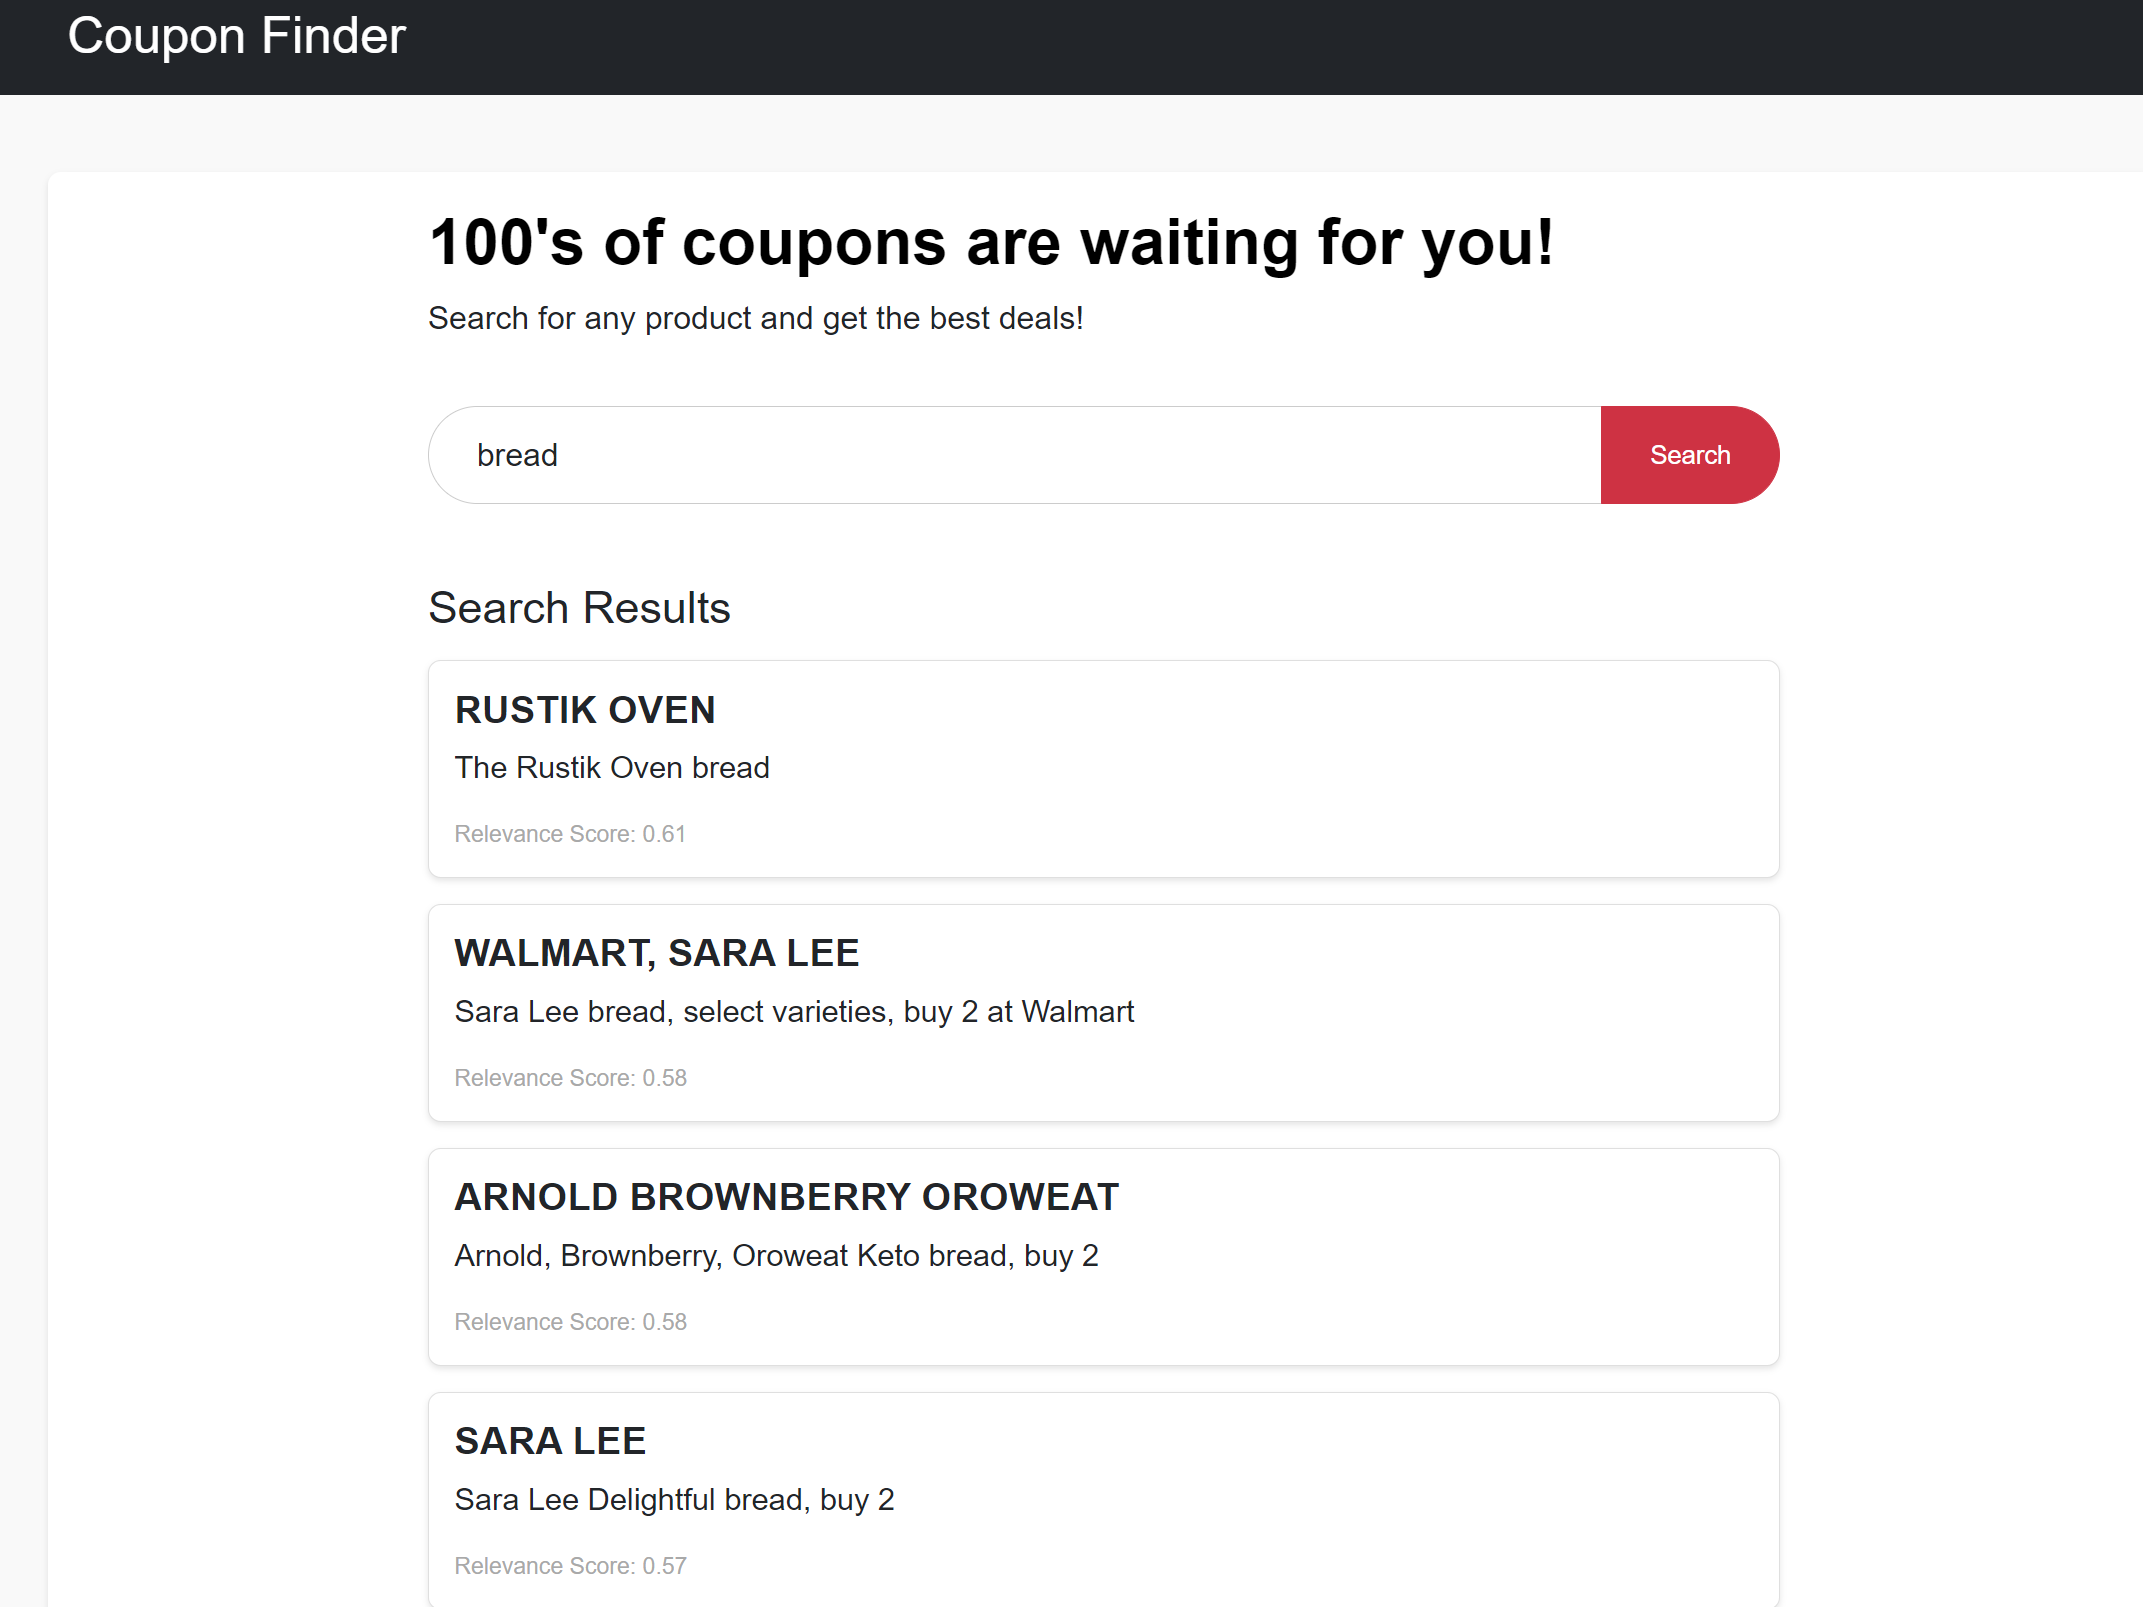 Coupon Finder
100's of coupons are waiting for you!
Search for any product and get the best deals!
bread
Search
Search Results
RUSTIK OVEN
The Rustik Oven bread
Relevance Score: 0.61
WALMART, SARA LEE
Sara Lee bread, select varieties, buy 2 at Walmart
Relevance Score: 0.58
ARNOLD BROWNBERRY OROWEAT
Arnold, Brownberry, Oroweat Keto bread, buy 2
Relevance Score: 0.58
SARA LEE
Sara Lee Delightful bread, buy 2
Relevance Score: 0.57